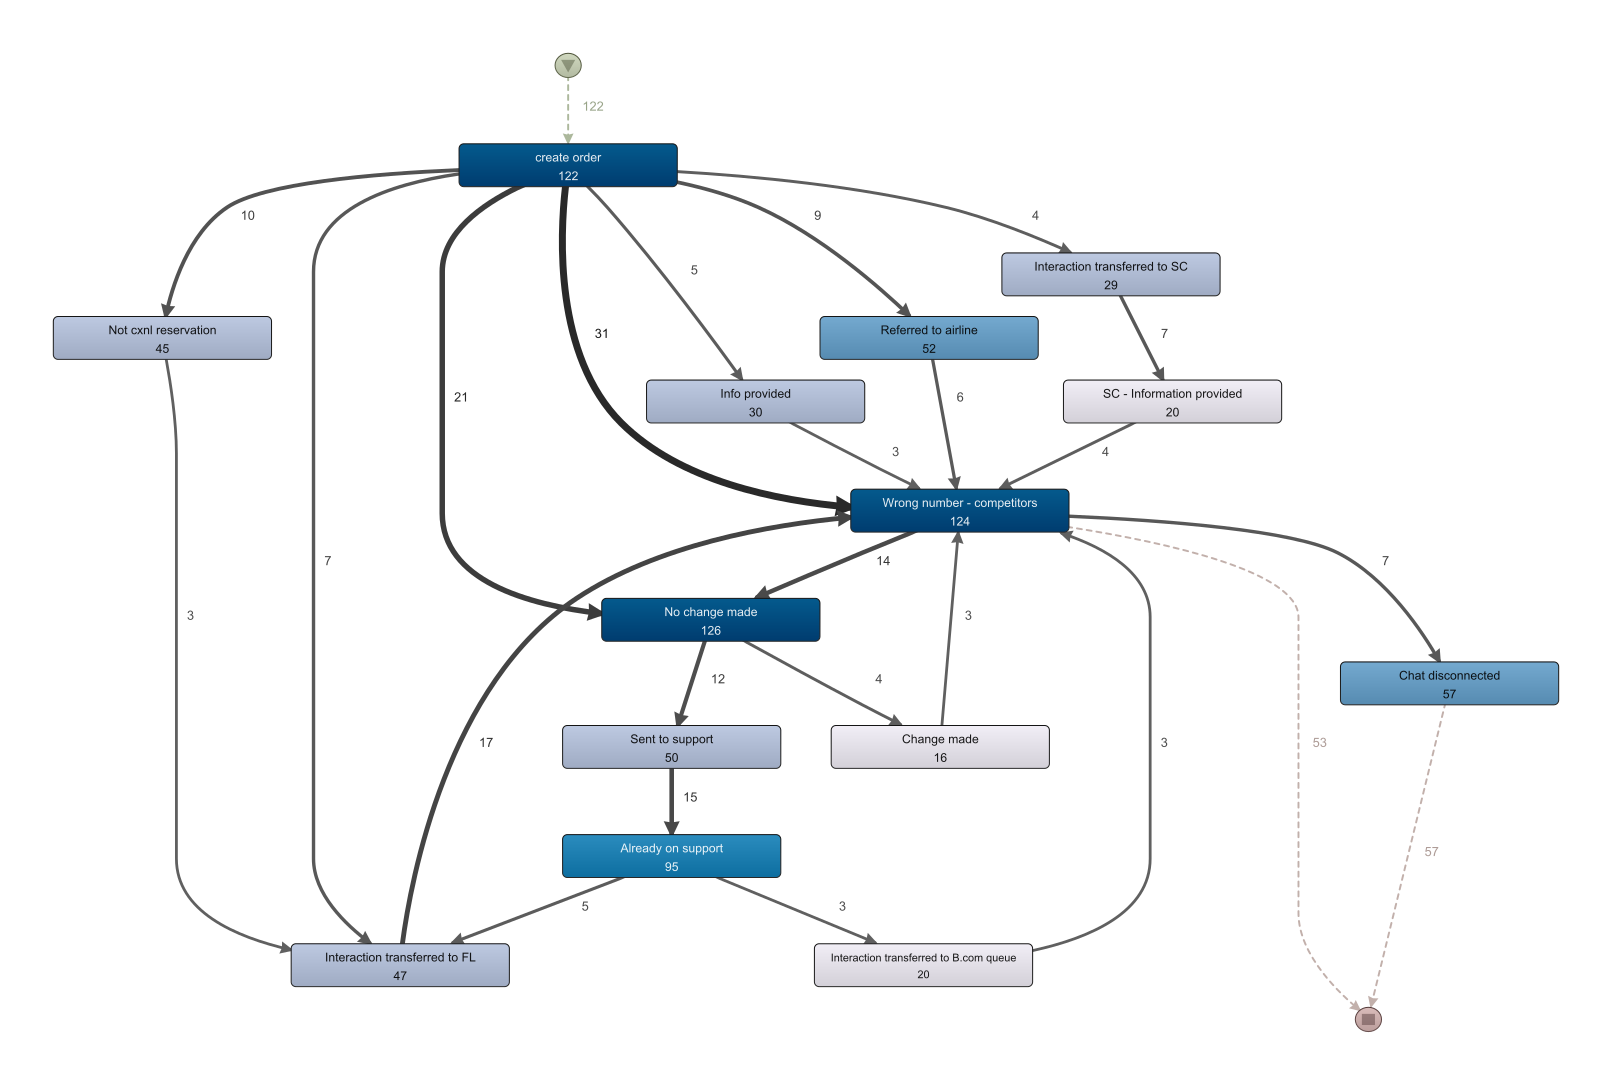 122
create order
122
10
9
4
5
Interaction transferred to SC
29
Not cxnl reservation
45
31
Referred to airline
52
7
21
Info provided
30
6
SC - Information provided
20
3
4
Wrong number - competitors
124
7
14
7
3
3
No change made
126
12
4
Chat disconnected
57
17
Sent to support
50
Change made
16
3
53
15
Already on support
95
57
5
3
Interaction transferred to FL
47
Interaction transferred to B.com queue
20